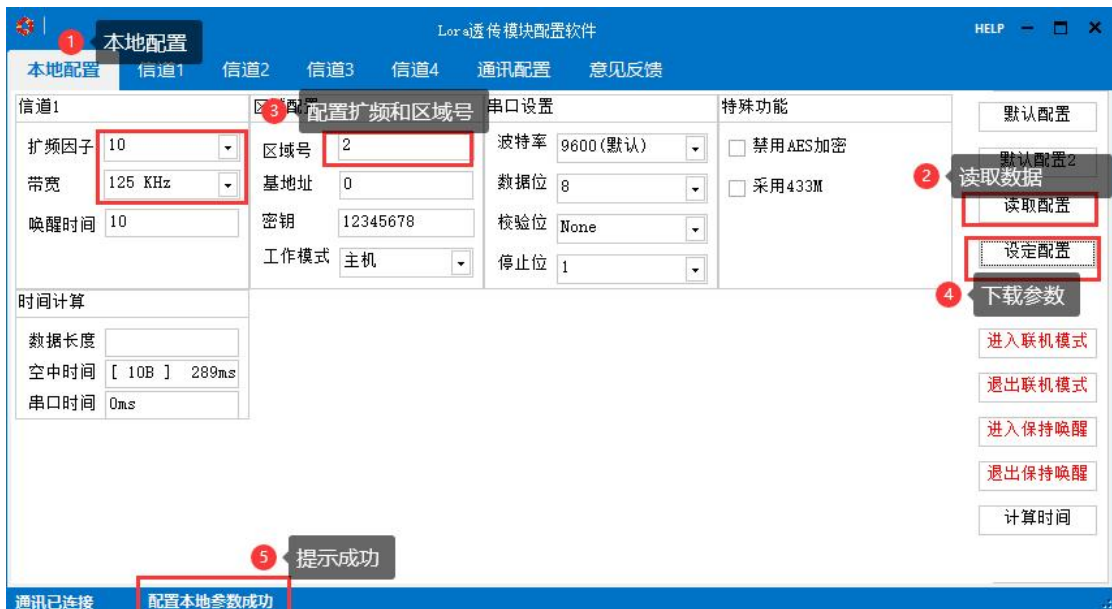 Lora透传模块配置软件
HELP
1 本地配置
本地配置 信道1 信道2 信道3 信道4 通讯配置 意见反馈
信道1
扩频因子 10
带宽 125 KHz
唤醒时间 10
3 配置扩频和区域号
区域号 2
基地址 0
密钥 12345678
工作模式 主机
串口设置
波特率 9600(默认)
数据位 8
校验位 None
停止位 1
特殊功能
禁用AES加密
采用433M
默认配置
默认配置2
2 读取数据
读取配置
设定配置
4 下载参数
进入联机模式
退出联机模式
进入保持唤醒
退出保持唤醒
计算时间
时间计算
数据长度
空中时间 [ 10B ] 289ms
串口时间 0ms
5 提示成功
通讯已连接 配置本地参数成功